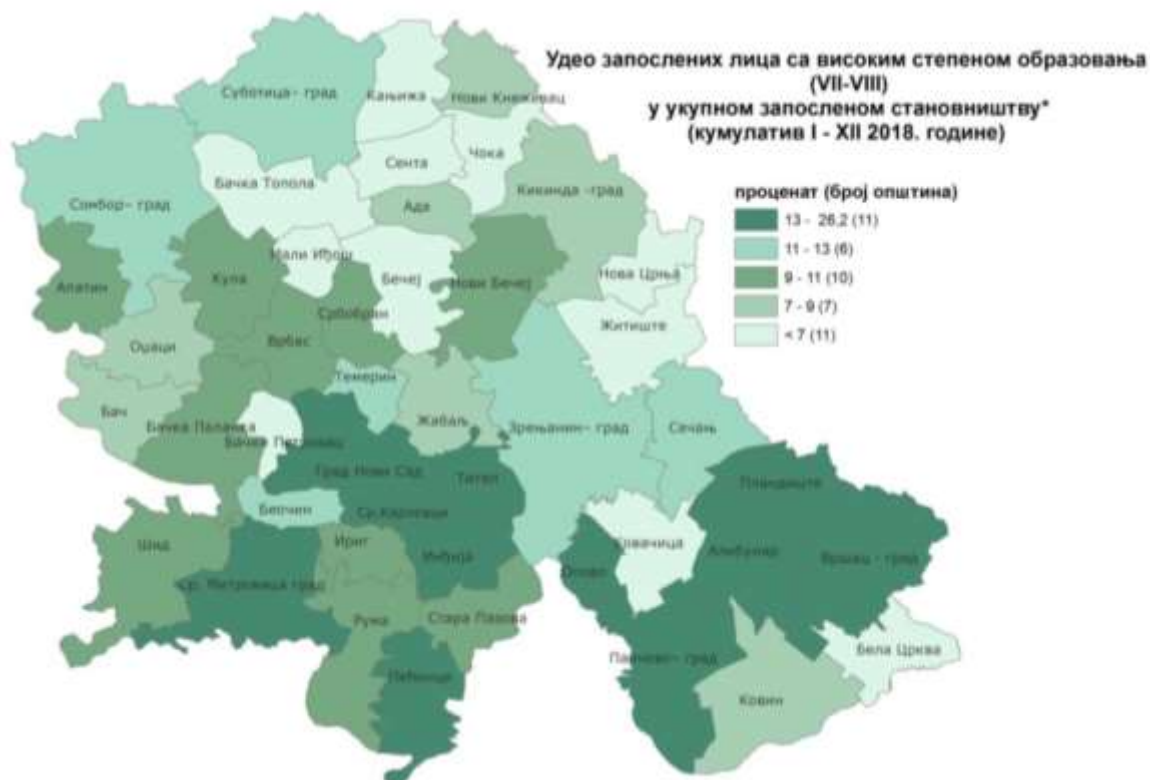 Удео запослених лица са високим степеном образовања
(VII-VIII)
у укупном запосленом становништву*
(кумулатив I - XII 2018. године)
проценат (број општина)
13 - 26,2 (11)
11 - 13 (6)
9 - 11 (10)
7 - 9 (7)
< 7 (11)
Суботица- град
Кањижа
Нови Кнежевац
Сента
Чока
Бачка Топола
Сомбор- град
Ада
Кикинда -град
Мали Иђош
Апатин
Кула
Бечеј
Нови Бечеј
Нова Црња
Србобран
Житиште
Оџаци
Врбас
Темерин
Бач
Бачка Паланка
Жабаљ
Зрењанин- град
Сечањ
Бачки Петровац
Град Нови Сад
Тител
Пландиште
Беочин
Ср.Карловци
Шид
Ириг
Ковачица
Алибунар
Инђија
Вршац - град
Ср. Митровица град
Опово
Рума
Стара Пазова
Панчево- град
Бела Црква
Пећинци
Ковин